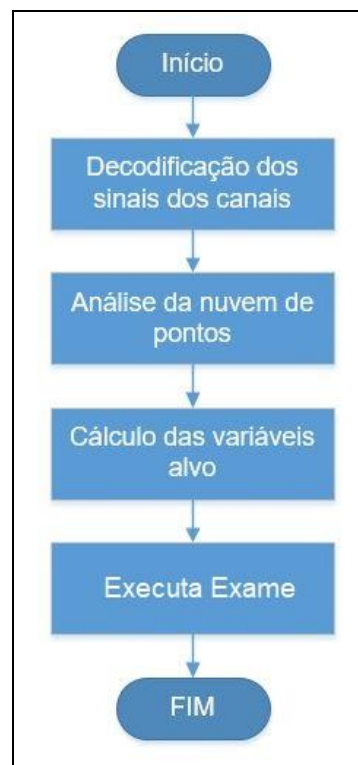 Início
Decodificação dos
sinais dos canais
Análise da nuvem de
pontos
Cálculo das variáveis
alvo
Executa Exame
FIM